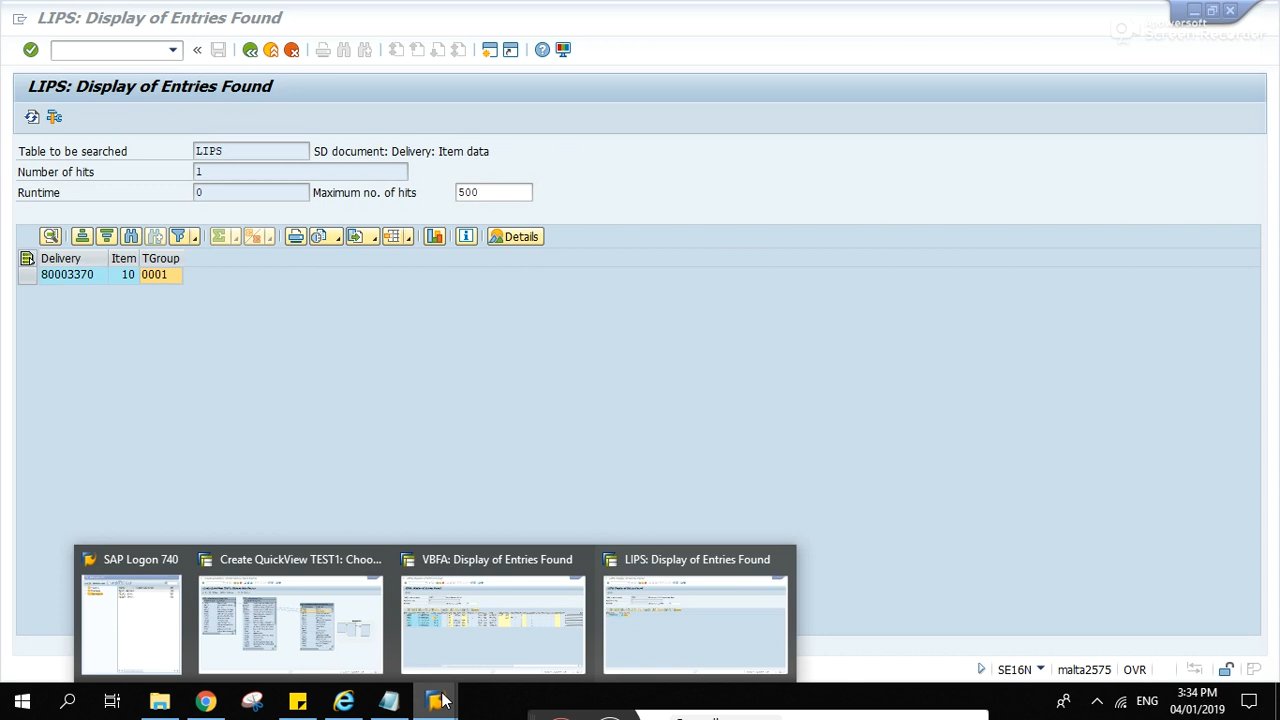 LIPS: Display of Entries Found
Apowersoft
Screen Recorder
LIPS: Display of Entries Found
Table to be searched LIPS SD document: Delivery: Item data
Number of hits 1
Runtime 0 Maximum no. of hits 500
Details
Delivery Item TGroup
80003370 10 0001
SAP Logon 740 Create QuickView TEST1: Choo... VBFA: Display of Entries Found LIPS: Display of Entries Found
SE16N malta2575 OVR
ENG 3:34 PM
04/01/2019